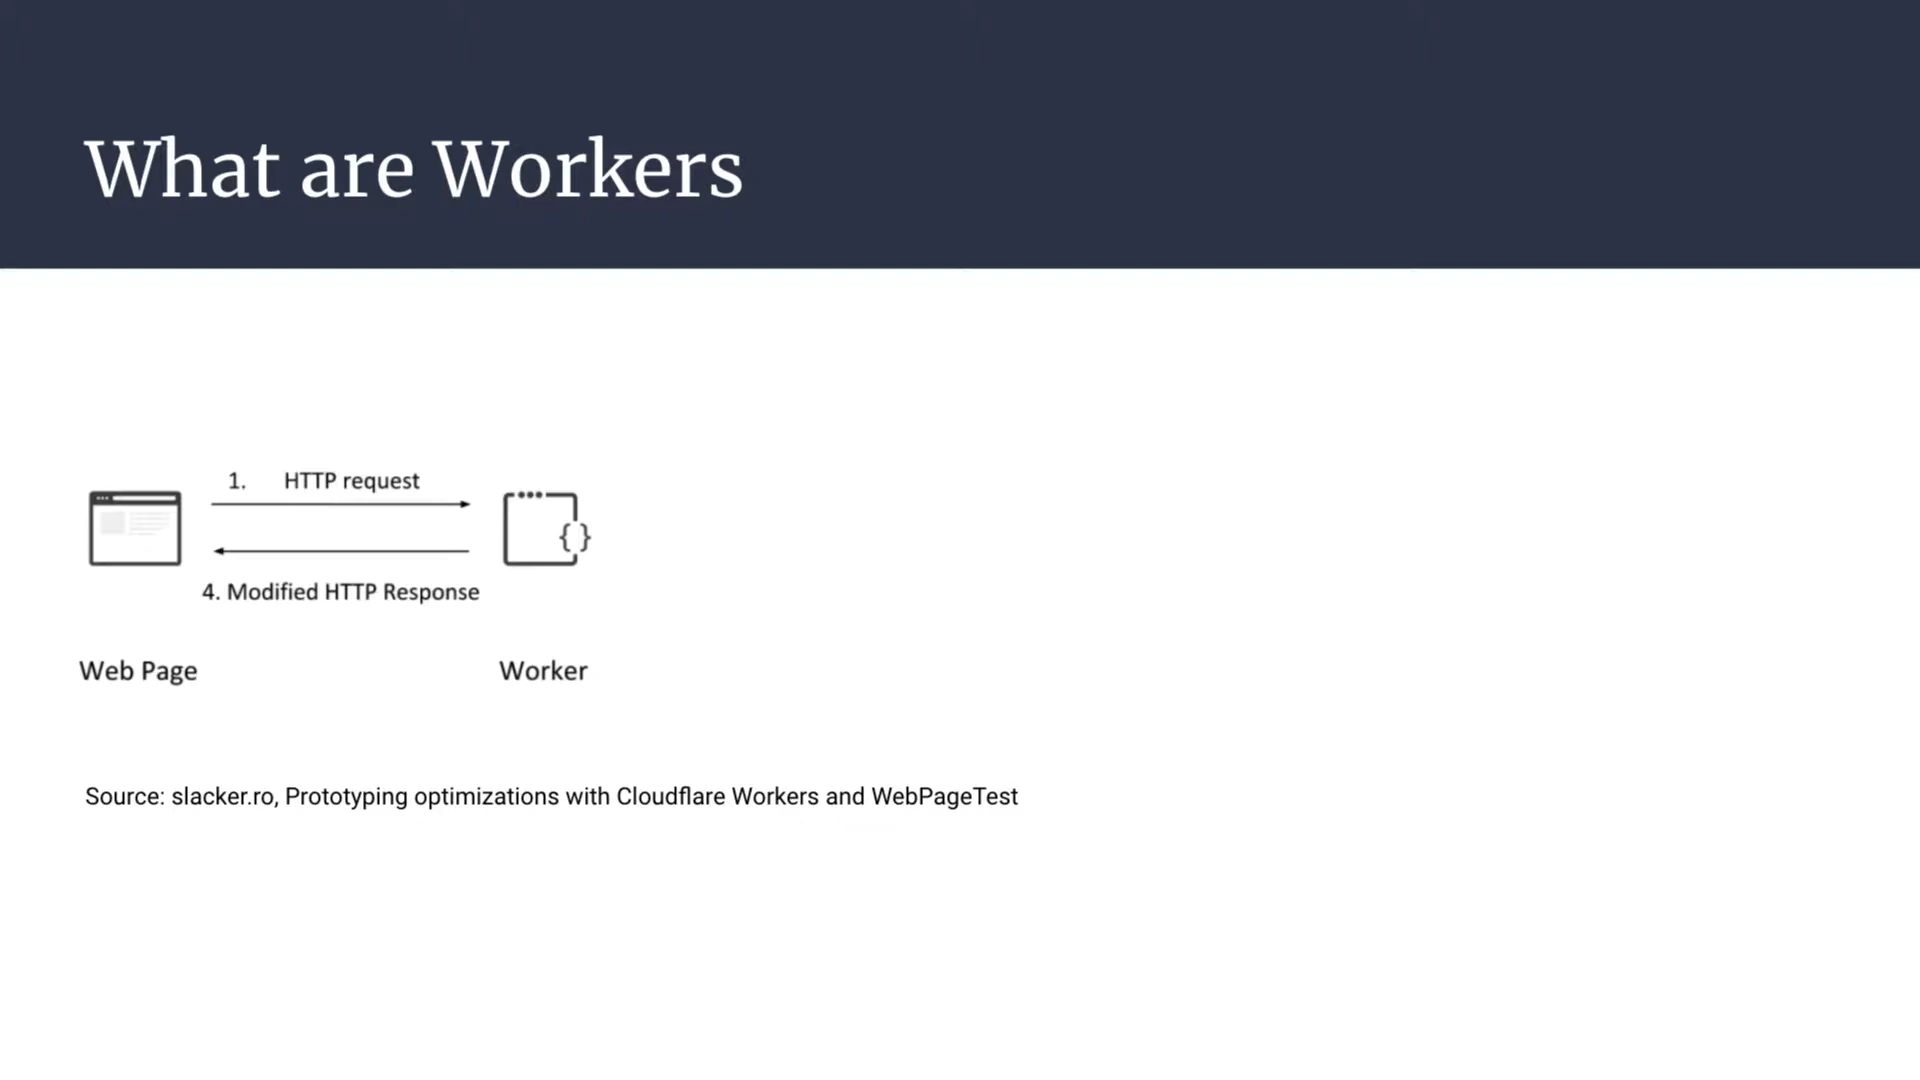 What are Workers
1. HTTP request
4. Modified HTTP Response
Web Page
Worker
Source: slacker.ro, Prototyping optimizations with Cloudflare Workers and WebPageTest